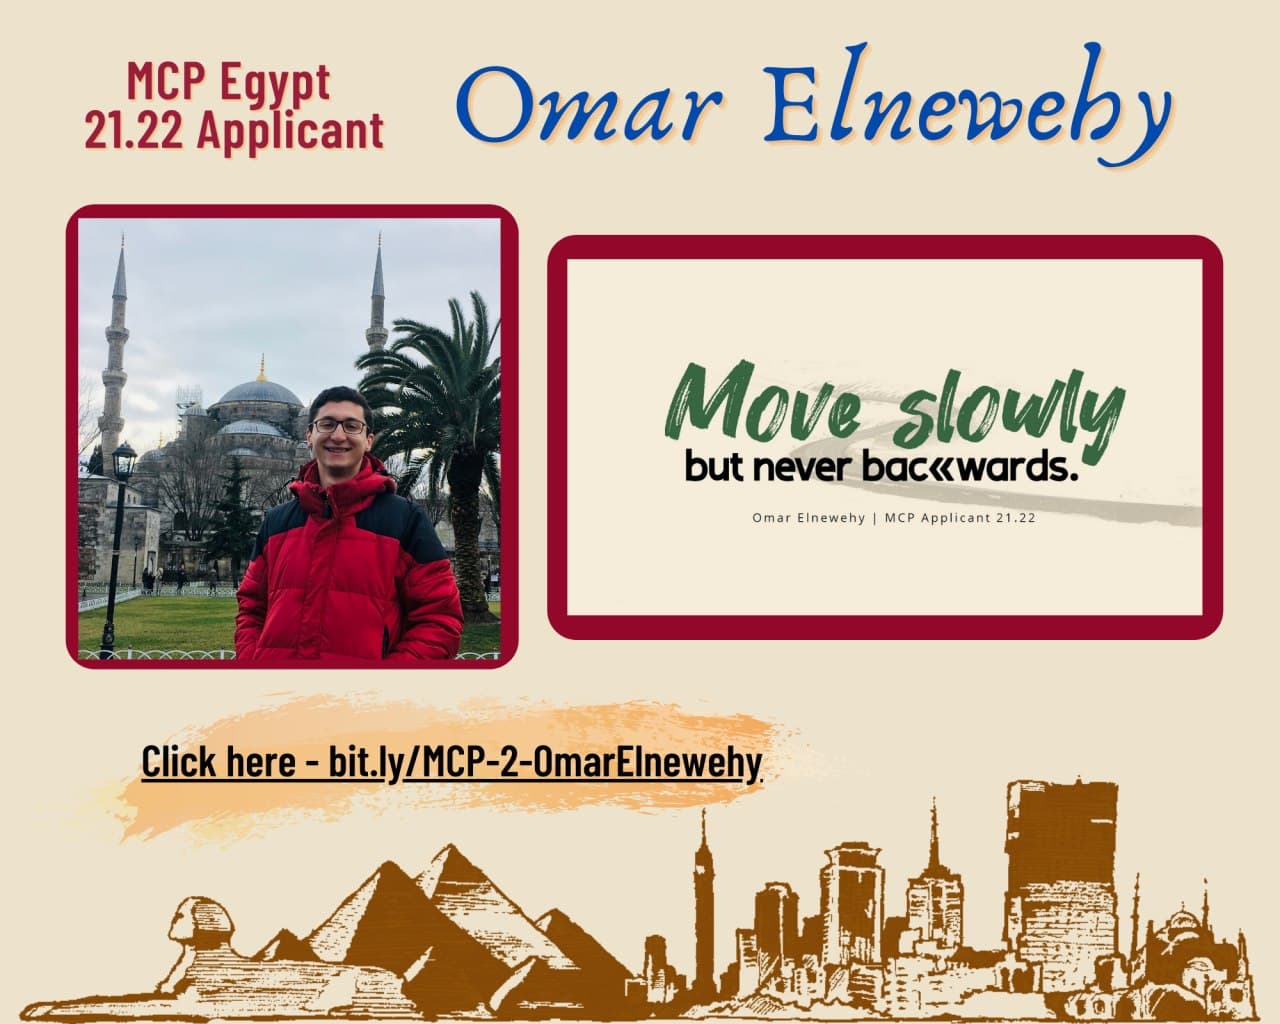 MCP Egypt
21.22 Applicant
Omar Elnewehy
Move slowly
but never bac«wards.
Omar Elnewehy | MCP Applicant 21.22
Click here - bit.ly/MCP-2-OmarElnewehy